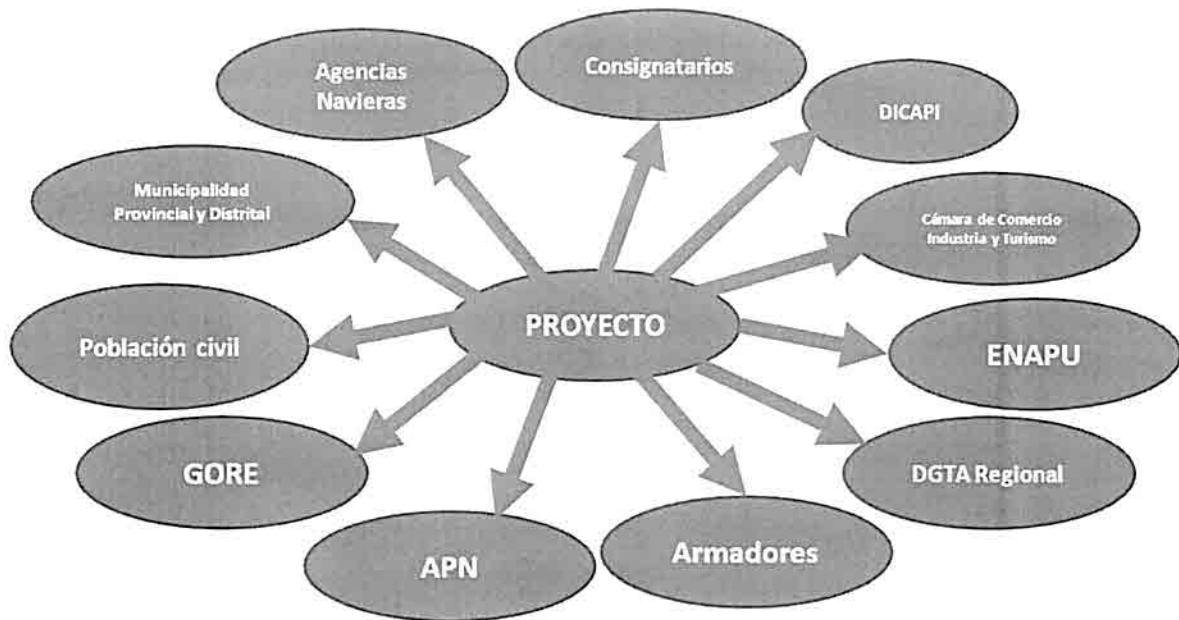 Agencias
Navieras
Consignatarios
DICAPI
Municipalidad
Provincial y Distrital
Cámara de Comercio
Industria y Turismo
Población civil
PROYECTO
ENAPU
GORE
DGTA Regional
APN
Armadores